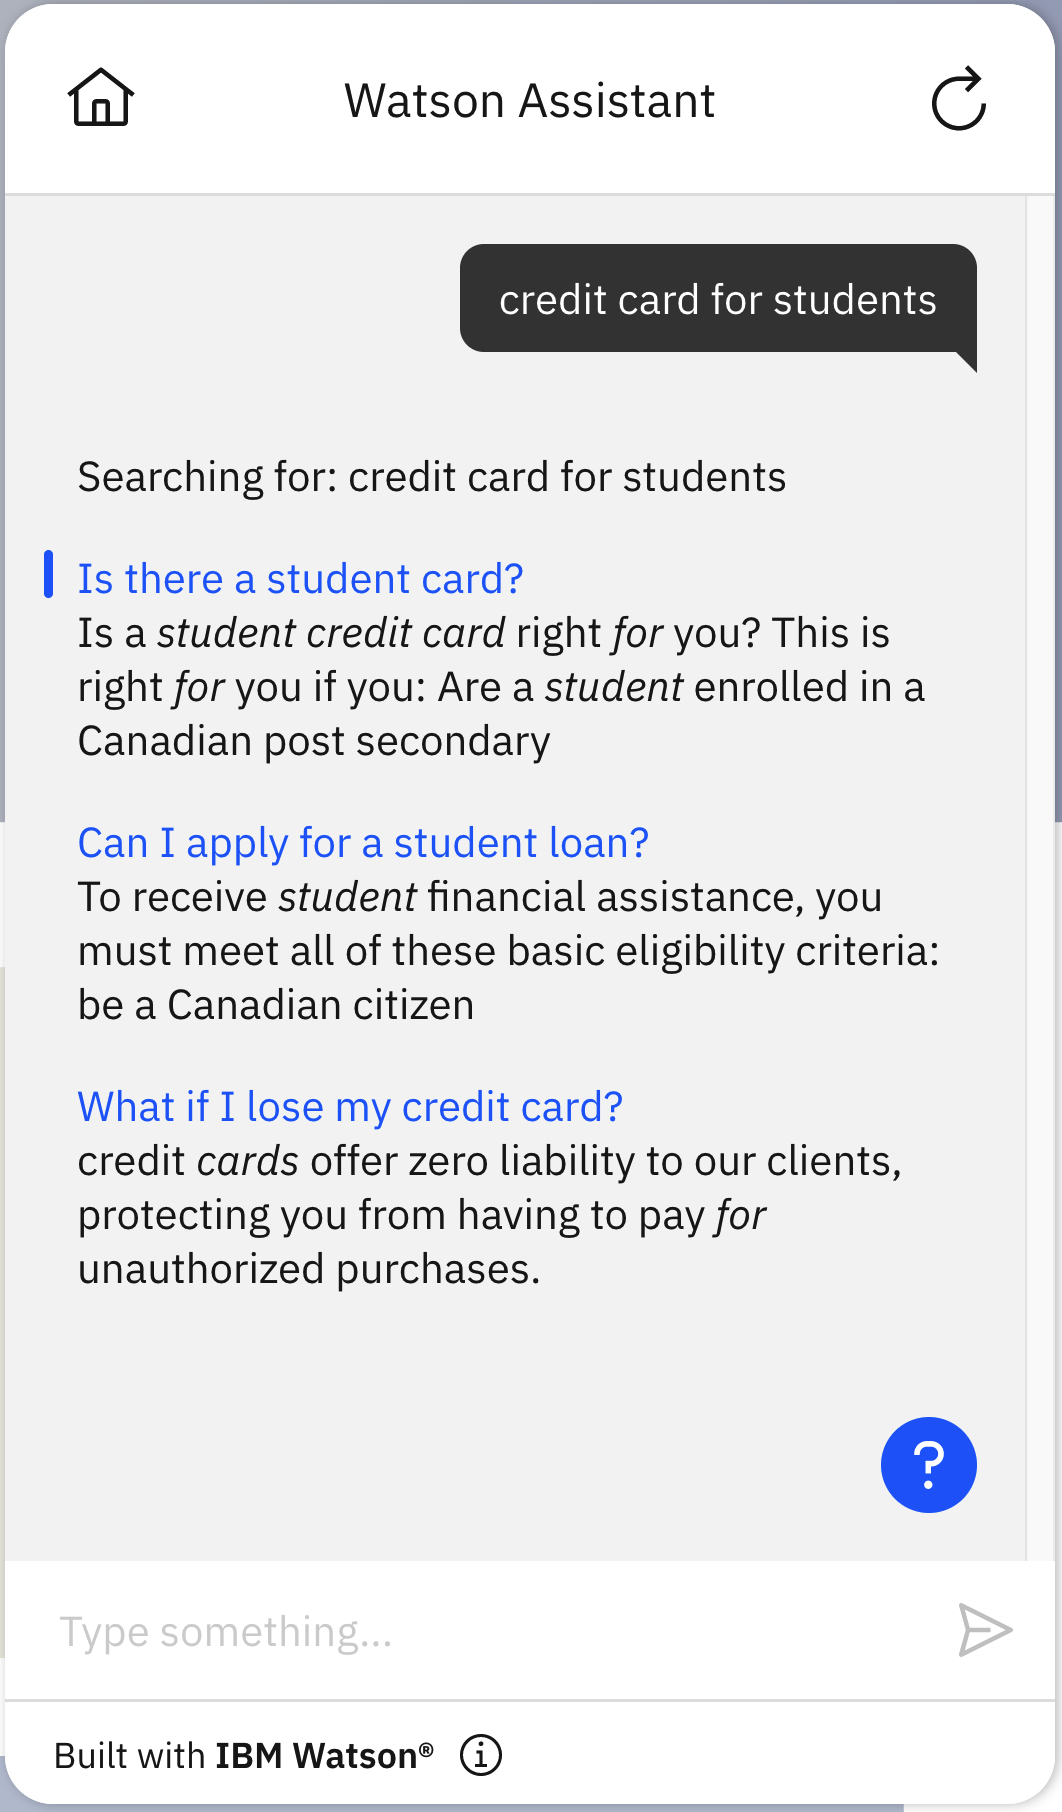 Watson Assistant
credit card for students
Searching for: credit card for students
Is there a student card?
Is a student credit card right for you? This is
right for you if you: Are a student enrolled in a
Canadian post secondary
Can I apply for a student loan?
To receive student financial assistance, you
must meet all of these basic eligibility criteria:
be a Canadian citizen
What if I lose my credit card?
credit cards offer zero liability to our clients,
protecting you from having to pay for
unauthorized purchases.
?
Type something...
Built with IBM Watson® i